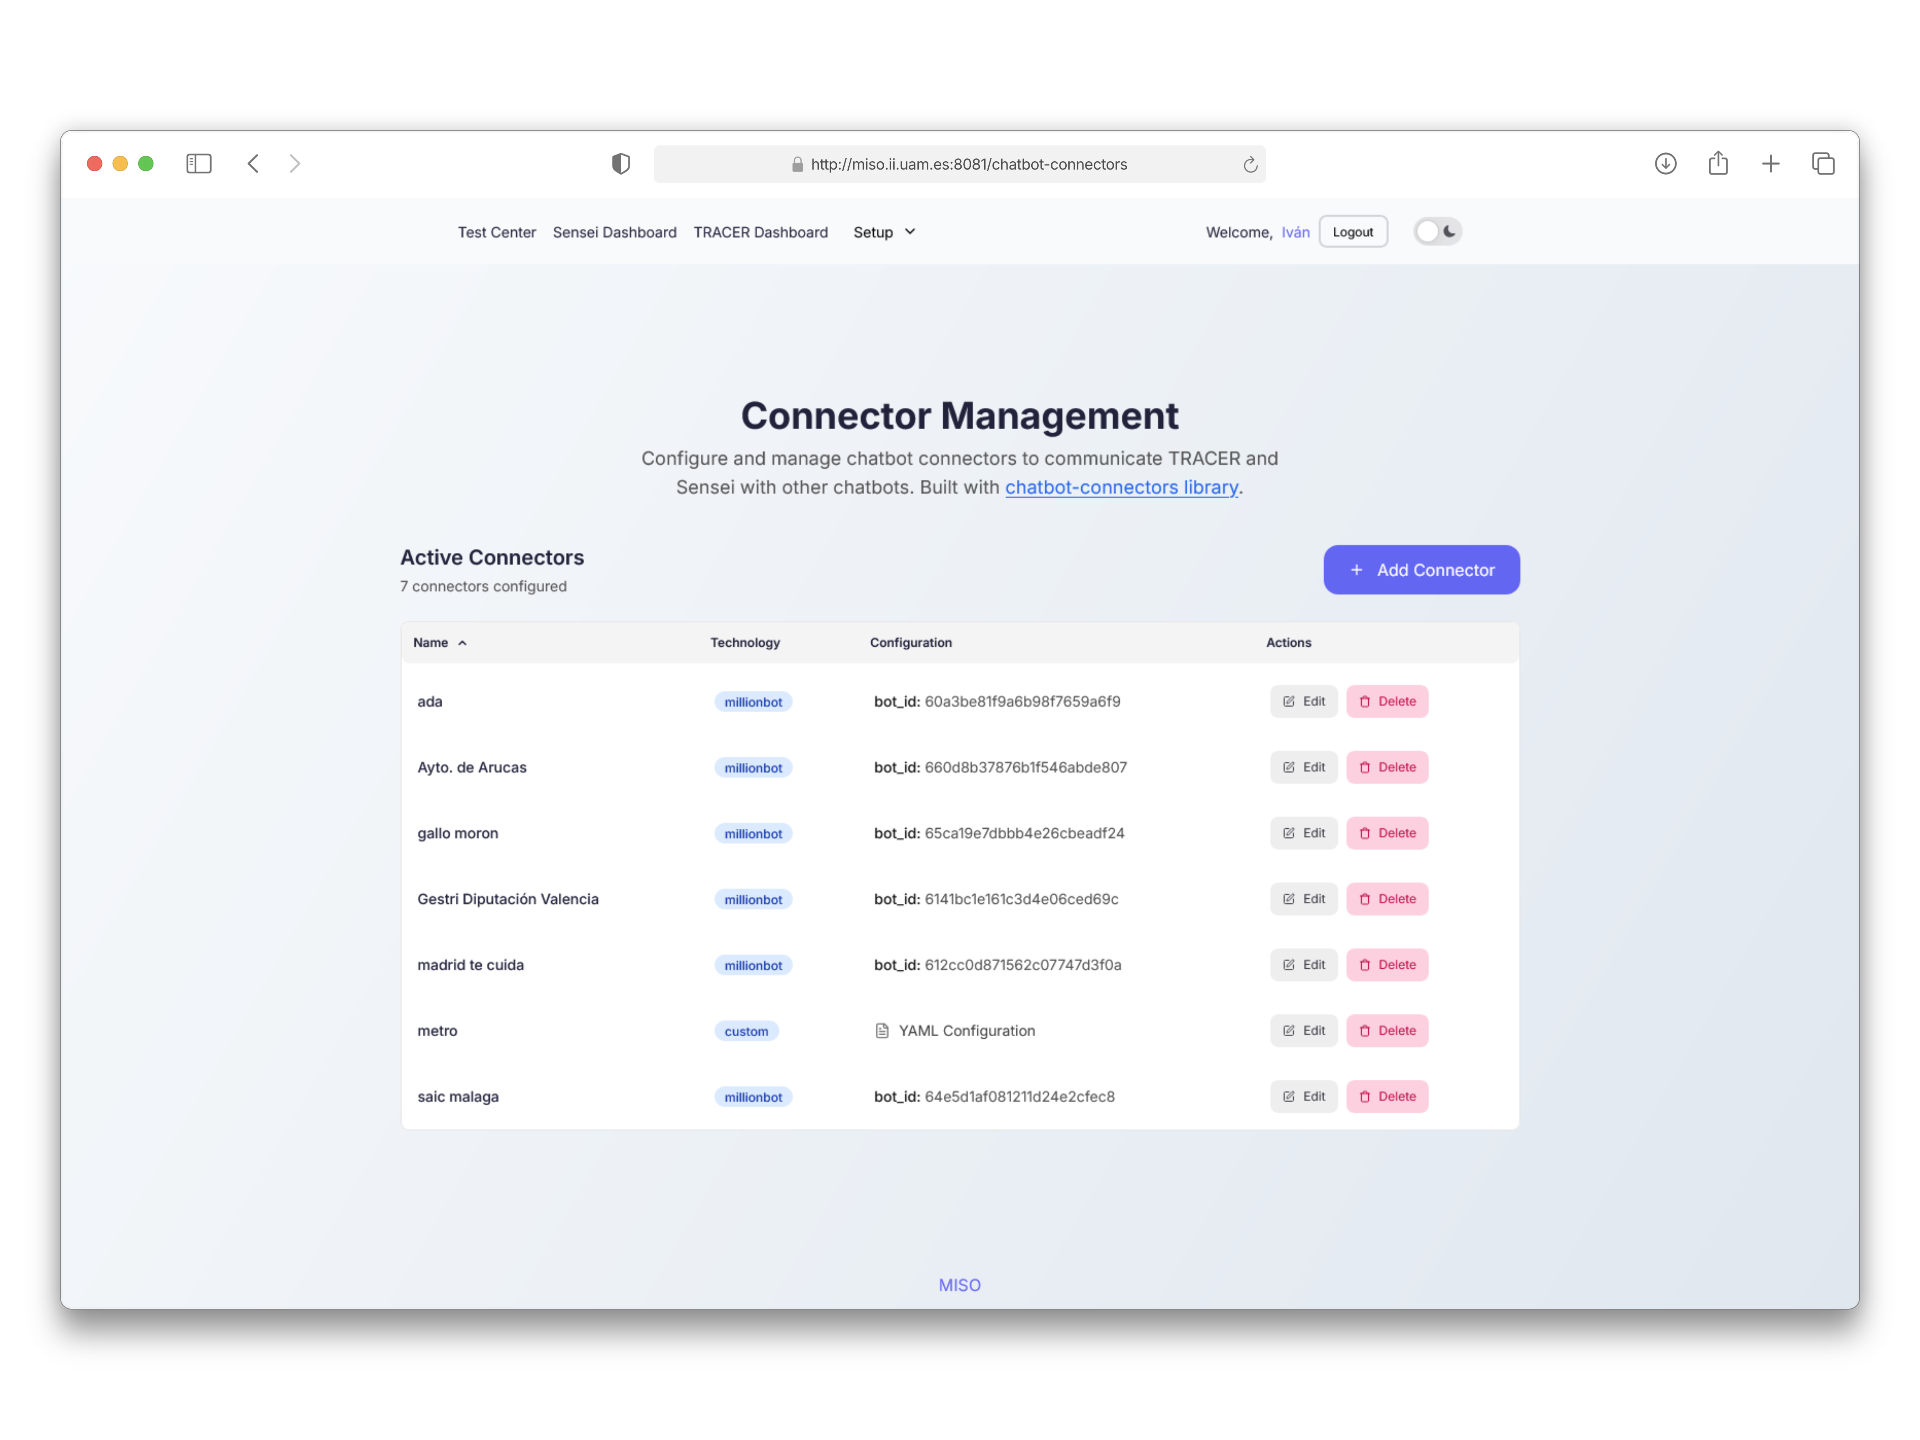 http://miso.ii.uam.es:8081/chatbot-connectors
Test Center Sensei Dashboard TRACER Dashboard Setup Welcome, Iván Logout
Connector Management
Configure and manage chatbot connectors to communicate TRACER and
Sensei with other chatbots. Built with chatbot-connectors library.
Active Connectors
7 connectors configured
+ Add Connector
Name Technology Configuration Actions
ada millionbot bot_id: 60a3be81f9a6b98f7659a6f9 Edit Delete
Ayto. de Arucas millionbot bot_id: 660d8b37876b1f546abde807 Edit Delete
gallo moron millionbot bot_id: 65ca19e7dbbb4e26cbeadf24 Edit Delete
Gestri Diputación Valencia millionbot bot_id: 6141bc1e161c3d4e06ced69c Edit Delete
madrid te cuida millionbot bot_id: 612cc0d871562c07747d3f0a Edit Delete
metro custom YAML Configuration Edit Delete
saic malaga millionbot bot_id: 64e5d1af081211d24e2cfec8 Edit Delete
MISO